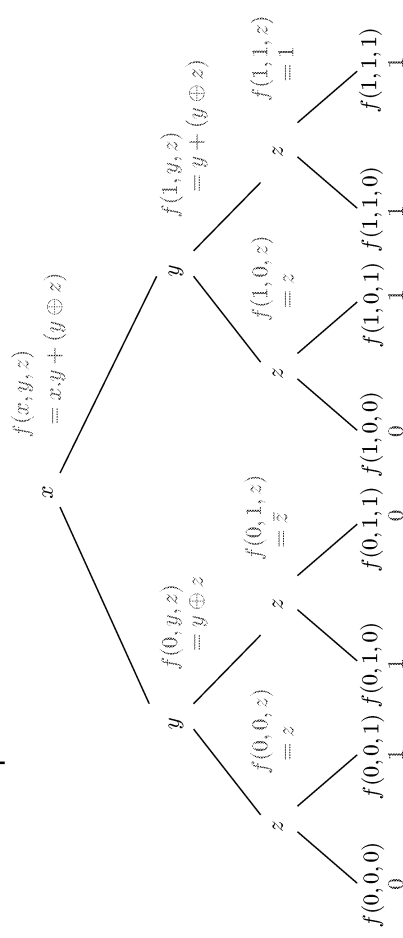 x
f(x, y, z)
= x.y + (y ⊕ z)
y
f(0, y, z)
= y ⊕ z
y
f(1, y, z)
= y + (y ⊕ z)
z
f(0, 0, z)
= z
z
f(0, 1, z)
= z̄
z
f(1, 0, z)
= z
z
f(1, 1, z)
= 1
f(0, 0, 0) f(0, 0, 1) f(0, 1, 0) f(0, 1, 1) f(1, 0, 0) f(1, 0, 1) f(1, 1, 0) f(1, 1, 1)
0 1 1 0 0 1 1 1